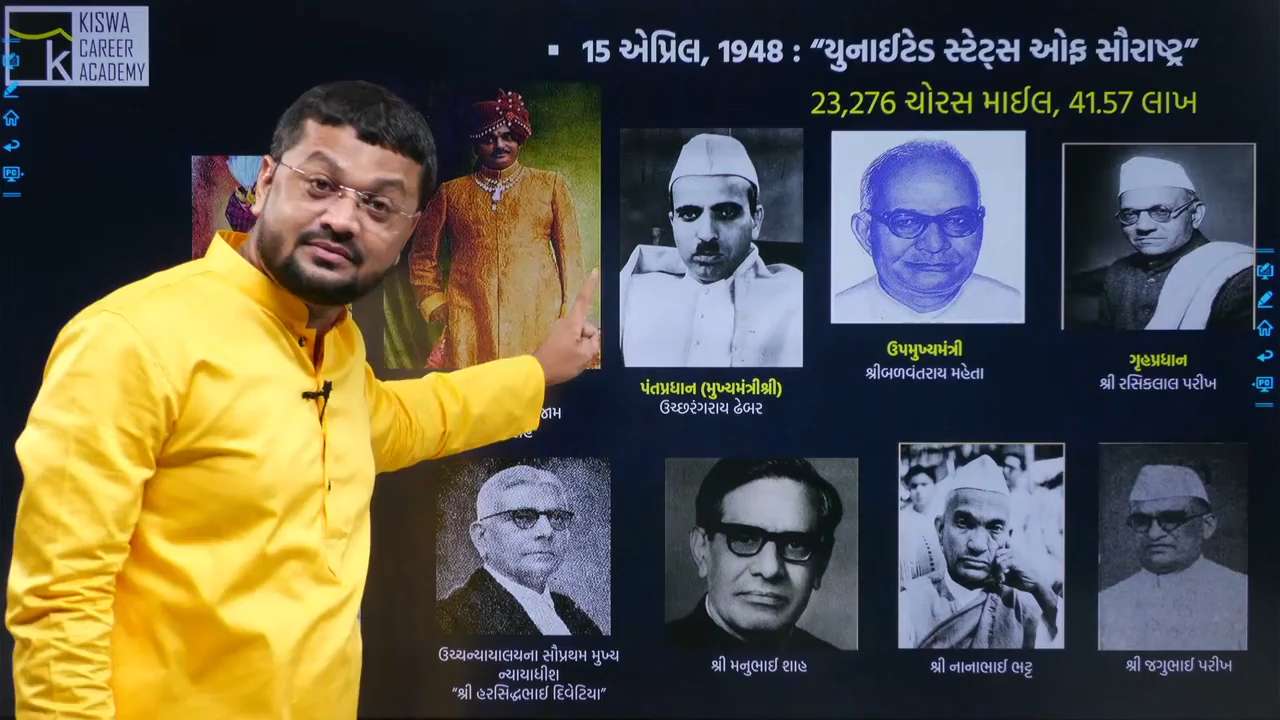 KISWA
CAREER
ACADEMY
k
▪ 15 એપ્રિલ, 1948 : “યુનાઈટેડ સ્ટેટ્સ ઓફ સૌરાષ્ટ્ર”
23,276 ચોરસ માઈલ, 41.57 લાખ
પંતપ્રધાન (મુખ્યમંત્રીશ્રી)
ઉચ્છરંગરાય ઢેબર
ઉપમુખ્યમંત્રી
શ્રીબળવંતરાય મહેતા
ગૃહપ્રધાન
શ્રી રસિકલાલ પરીખ
ઉચ્ચન્યાયાલયના સૌપ્રથમ મુખ્ય
ન્યાયાધીશ
“શ્રી હરસિદ્ધભાઈ દિવેટિયા”
શ્રી મનુભાઈ શાહ
શ્રી નાનાભાઈ ભટ્ટ
શ્રી જગુભાઈ પરીખ
PC
PC